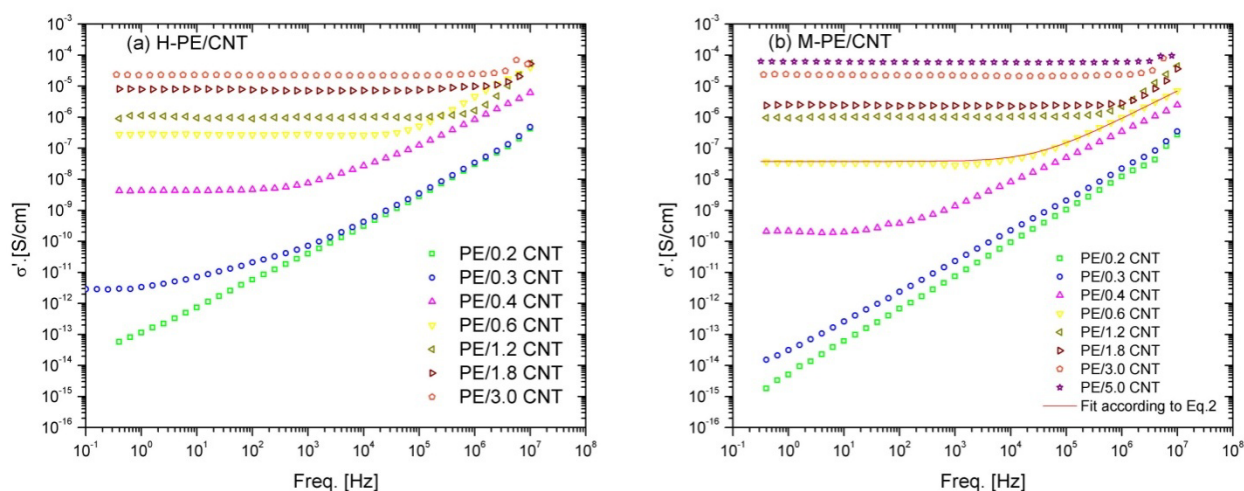 (a) H-PE/CNT
10⁻³
10⁻⁴
10⁻⁵
10⁻⁶
10⁻⁷
10⁻⁸
10⁻⁹
10⁻¹⁰
10⁻¹¹
10⁻¹²
10⁻¹³
10⁻¹⁴
10⁻¹⁵
10⁻¹⁶
σ'.[S/cm]
PE/0.2 CNT
PE/0.3 CNT
PE/0.4 CNT
PE/0.6 CNT
PE/1.2 CNT
PE/1.8 CNT
PE/3.0 CNT
10⁻¹ 10⁰ 10¹ 10² 10³ 10⁴ 10⁵ 10⁶ 10⁷ 10⁸
Freq. [Hz]
(b) M-PE/CNT
10⁻³
10⁻⁴
10⁻⁵
10⁻⁶
10⁻⁷
10⁻⁸
10⁻⁹
10⁻¹⁰
10⁻¹¹
10⁻¹²
10⁻¹³
10⁻¹⁴
10⁻¹⁵
10⁻¹⁶
σ'.[S/cm]
PE/0.2 CNT
PE/0.3 CNT
PE/0.4 CNT
PE/0.6 CNT
PE/1.2 CNT
PE/1.8 CNT
PE/3.0 CNT
PE/5.0 CNT
Fit according to Eq.2
10⁻¹ 10⁰ 10¹ 10² 10³ 10⁴ 10⁵ 10⁶ 10⁷ 10⁸
Freq. [Hz]